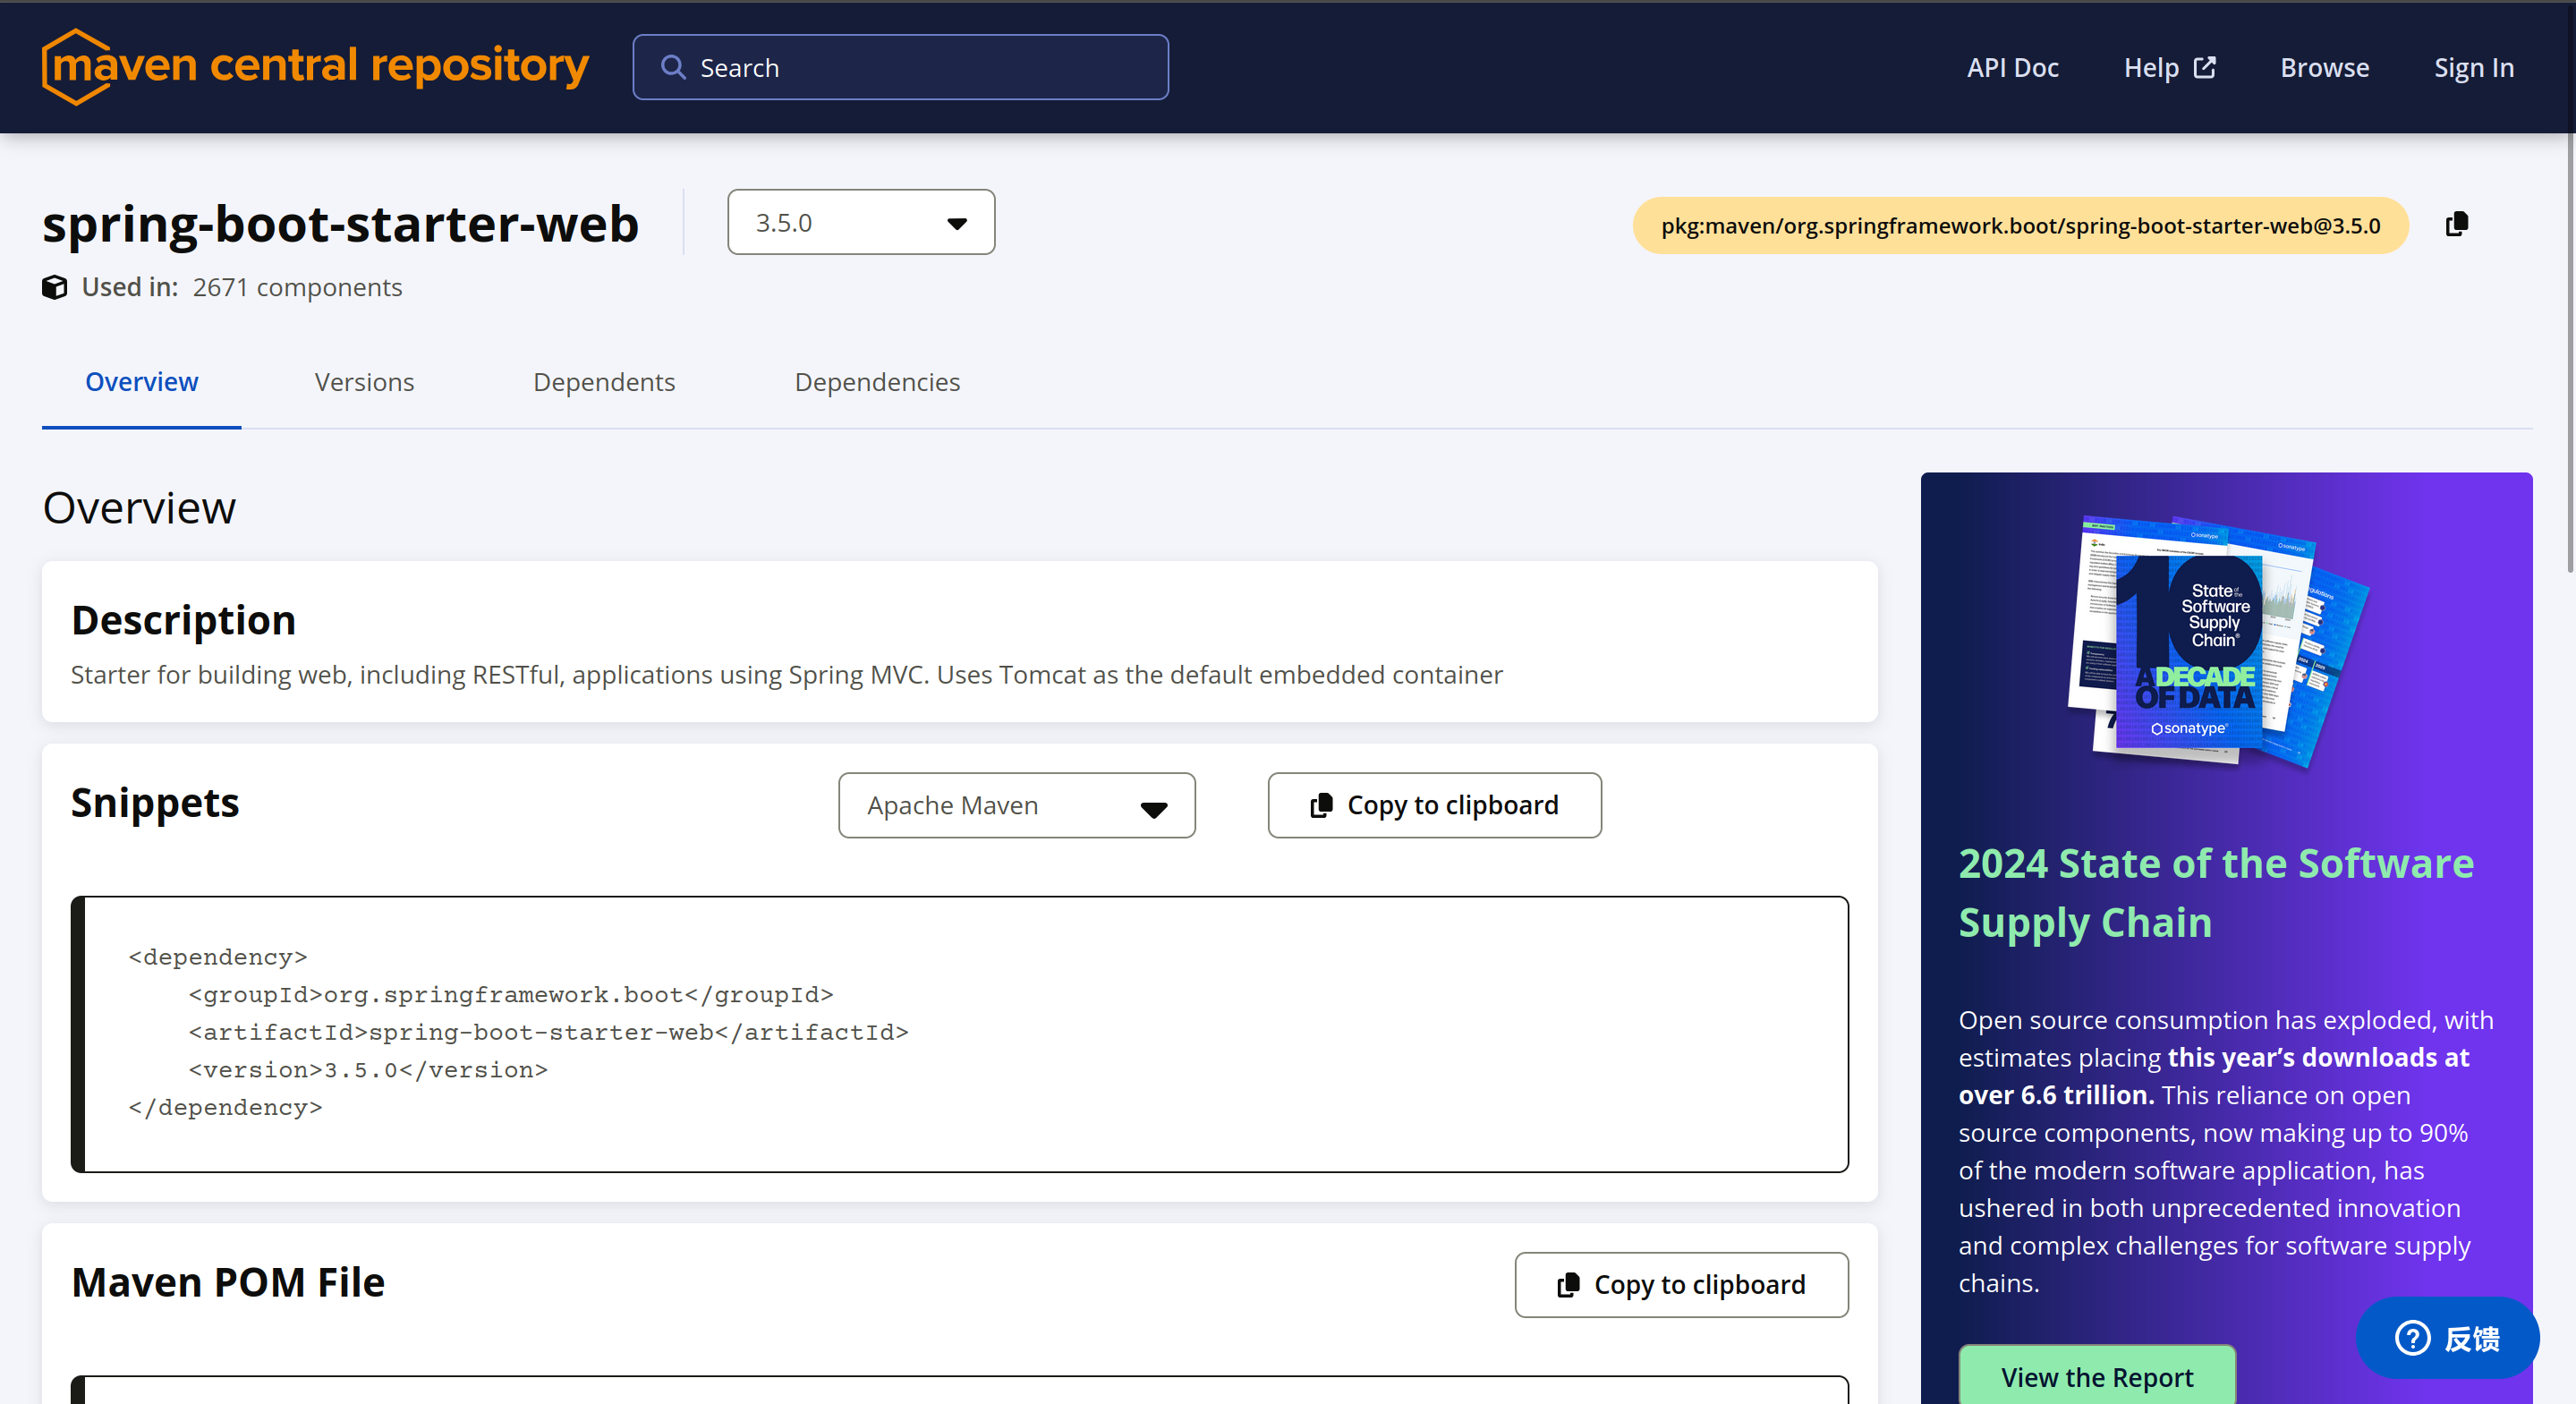 maven central repository
Search
API Doc
Help
Browse
Sign In
spring-boot-starter-web
3.5.0
pkg:maven/org.springframework.boot/spring-boot-starter-web@3.5.0
Used in: 2671 components
Overview
Versions
Dependents
Dependencies
Overview
Description
Starter for building web, including RESTful, applications using Spring MVC. Uses Tomcat as the default embedded container
Snippets
Apache Maven
Copy to clipboard
<dependency>
    <groupId>org.springframework.boot</groupId>
    <artifactId>spring-boot-starter-web</artifactId>
    <version>3.5.0</version>
</dependency>
Maven POM File
Copy to clipboard
sonatype
sonatype
10
State of the
Software
Supply
Chain®
A DECADE
OF DATA
sonatype
2024 State of the Software
Supply Chain
Open source consumption has exploded, with
estimates placing this year’s downloads at
over 6.6 trillion. This reliance on open
source components, now making up to 90%
of the modern software application, has
ushered in both unprecedented innovation
and complex challenges for software supply
chains.
View the Report
反馈